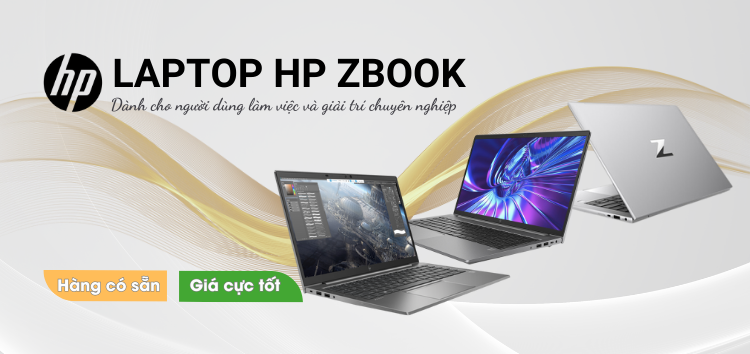 hp
LAPTOP HP ZBOOK
Dành cho người dùng làm việc và giải trí chuyên nghiệp
Z
Hàng có sẵn
Giá cực tốt